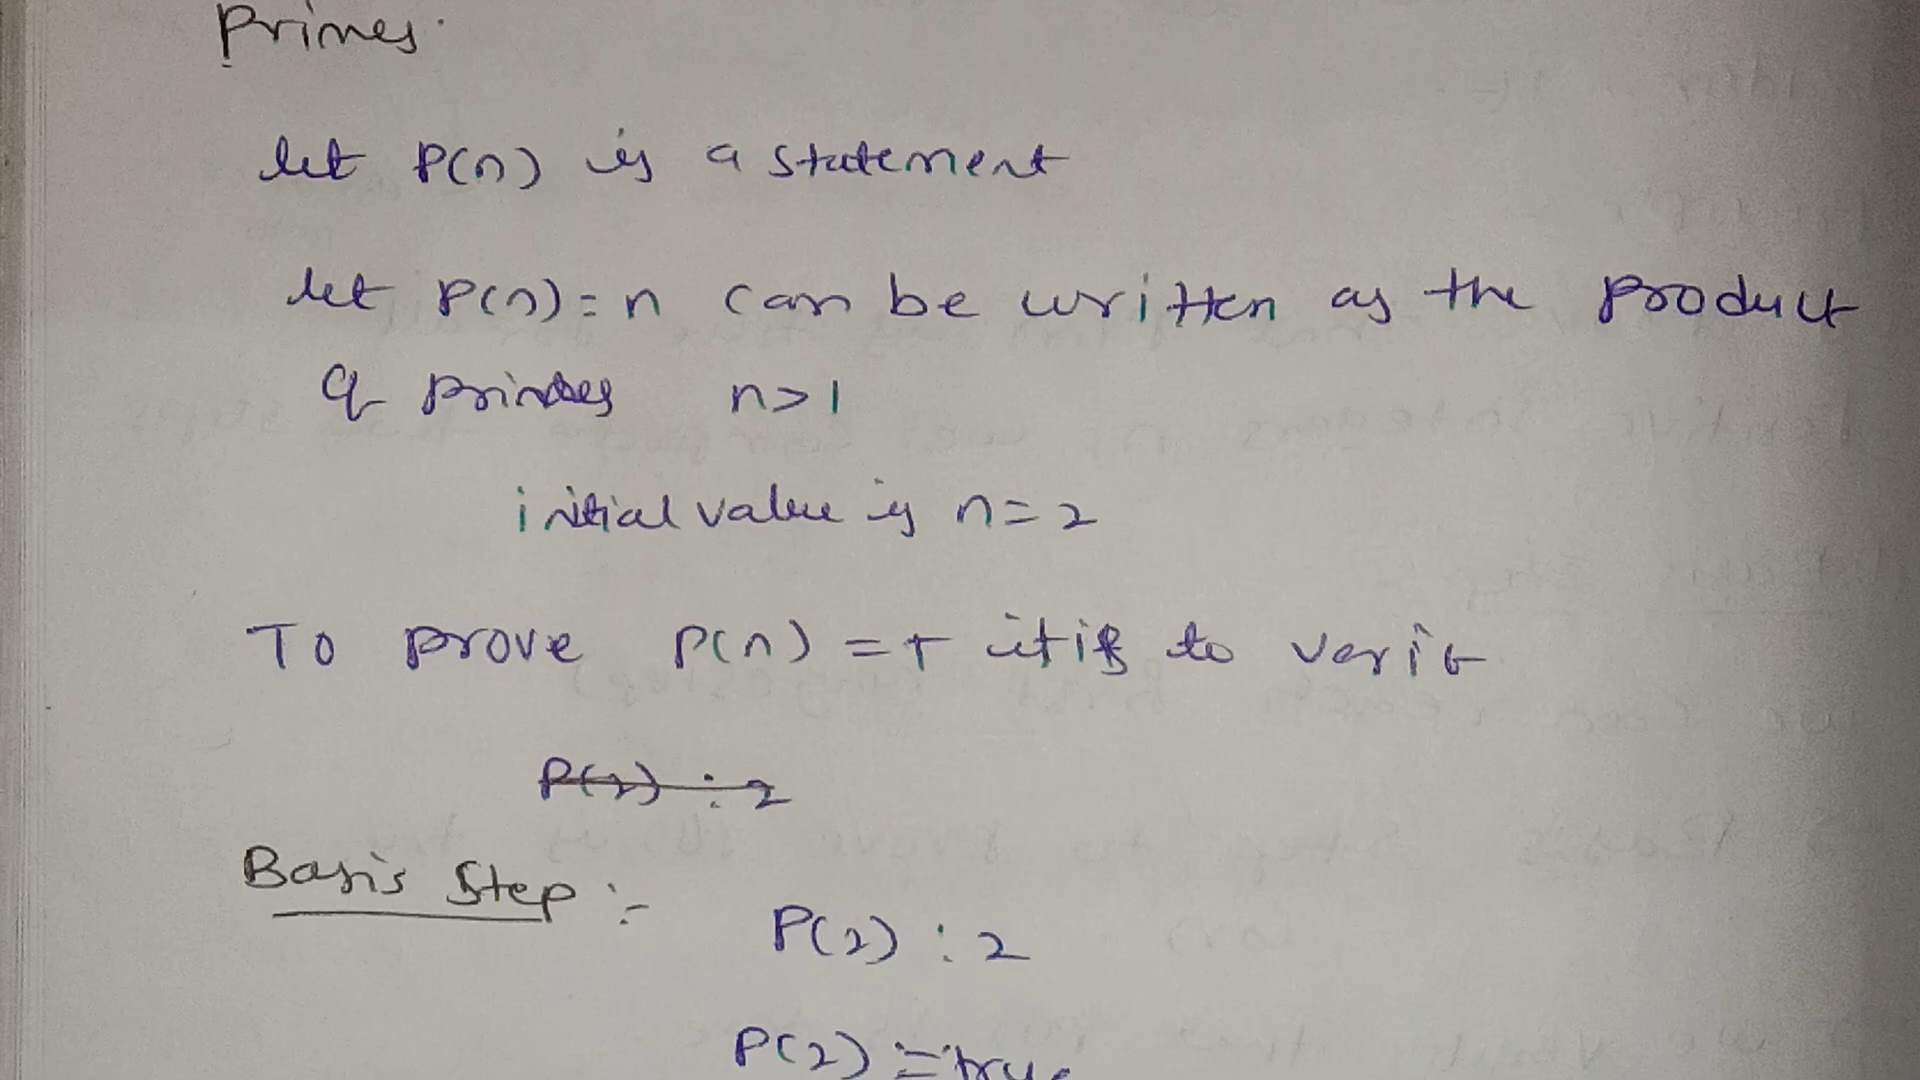 Primes.
let P(n) is a statement
let P(n) = n can be written as the product
of primes n>1
initial value is n=2
To prove P(n) = T it is to verify
P(2) : 2
Basis Step :-
P(2) : 2
P(2) = true